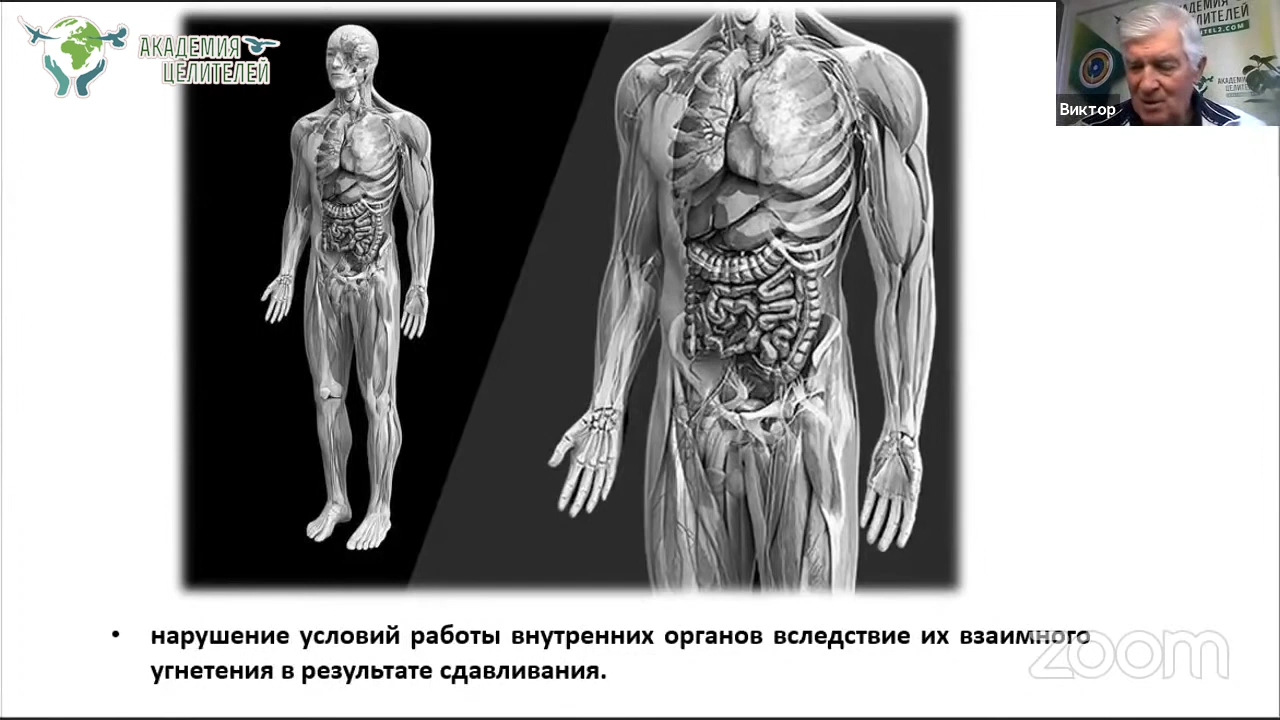 АКАДЕМИЯ
ЦЕЛИТЕЛЕЙ
Виктор
• нарушение условий работы внутренних органов вследствие их взаимного
угнетения в результате сдавливания.
zoom